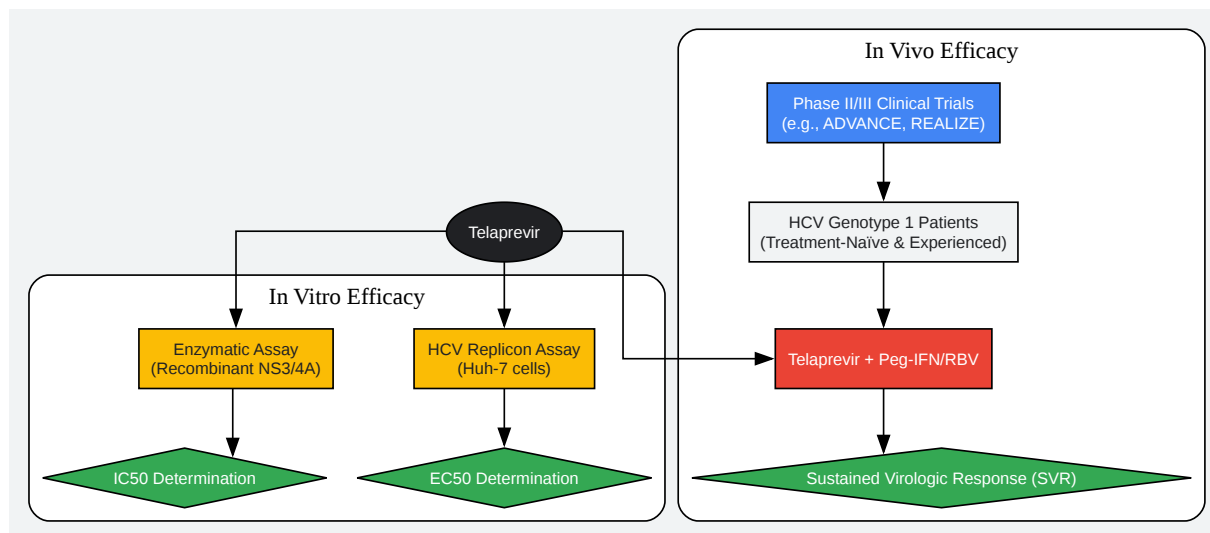 In Vivo Efficacy
Phase II/III Clinical Trials
(e.g., ADVANCE, REALIZE)
HCV Genotype 1 Patients
(Treatment-Naïve & Experienced)
Telaprevir
In Vitro Efficacy
Enzymatic Assay
(Recombinant NS3/4A)
HCV Replicon Assay
(Huh-7 cells)
Telaprevir + Peg-IFN/RBV
IC50 Determination
EC50 Determination
Sustained Virologic Response (SVR)